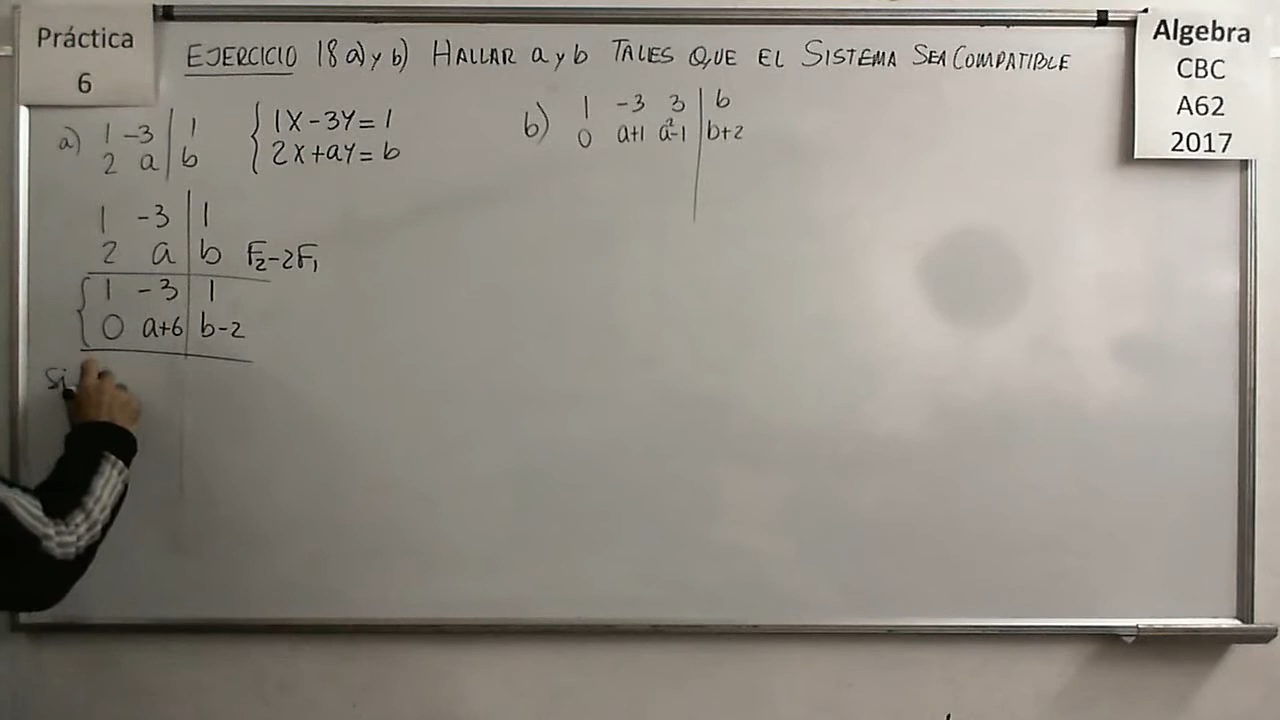 Práctica
6
EJERCICIO 18 a) y b) HALLAR a y b TALES QUE EL SISTEMA SEA COMPATIBLE
Algebra
CBC
A62
2017
a) 1 -3 | 1
2 a | b
{ 1X-3Y=1
2X+aY=b
1 -3 | 1
2 a | b F₂-2F₁
{ 1 -3 | 1
0 a+6 | b-2
Si
b) 1 -3 3 | b
0 a+1 a²-1 | b+2